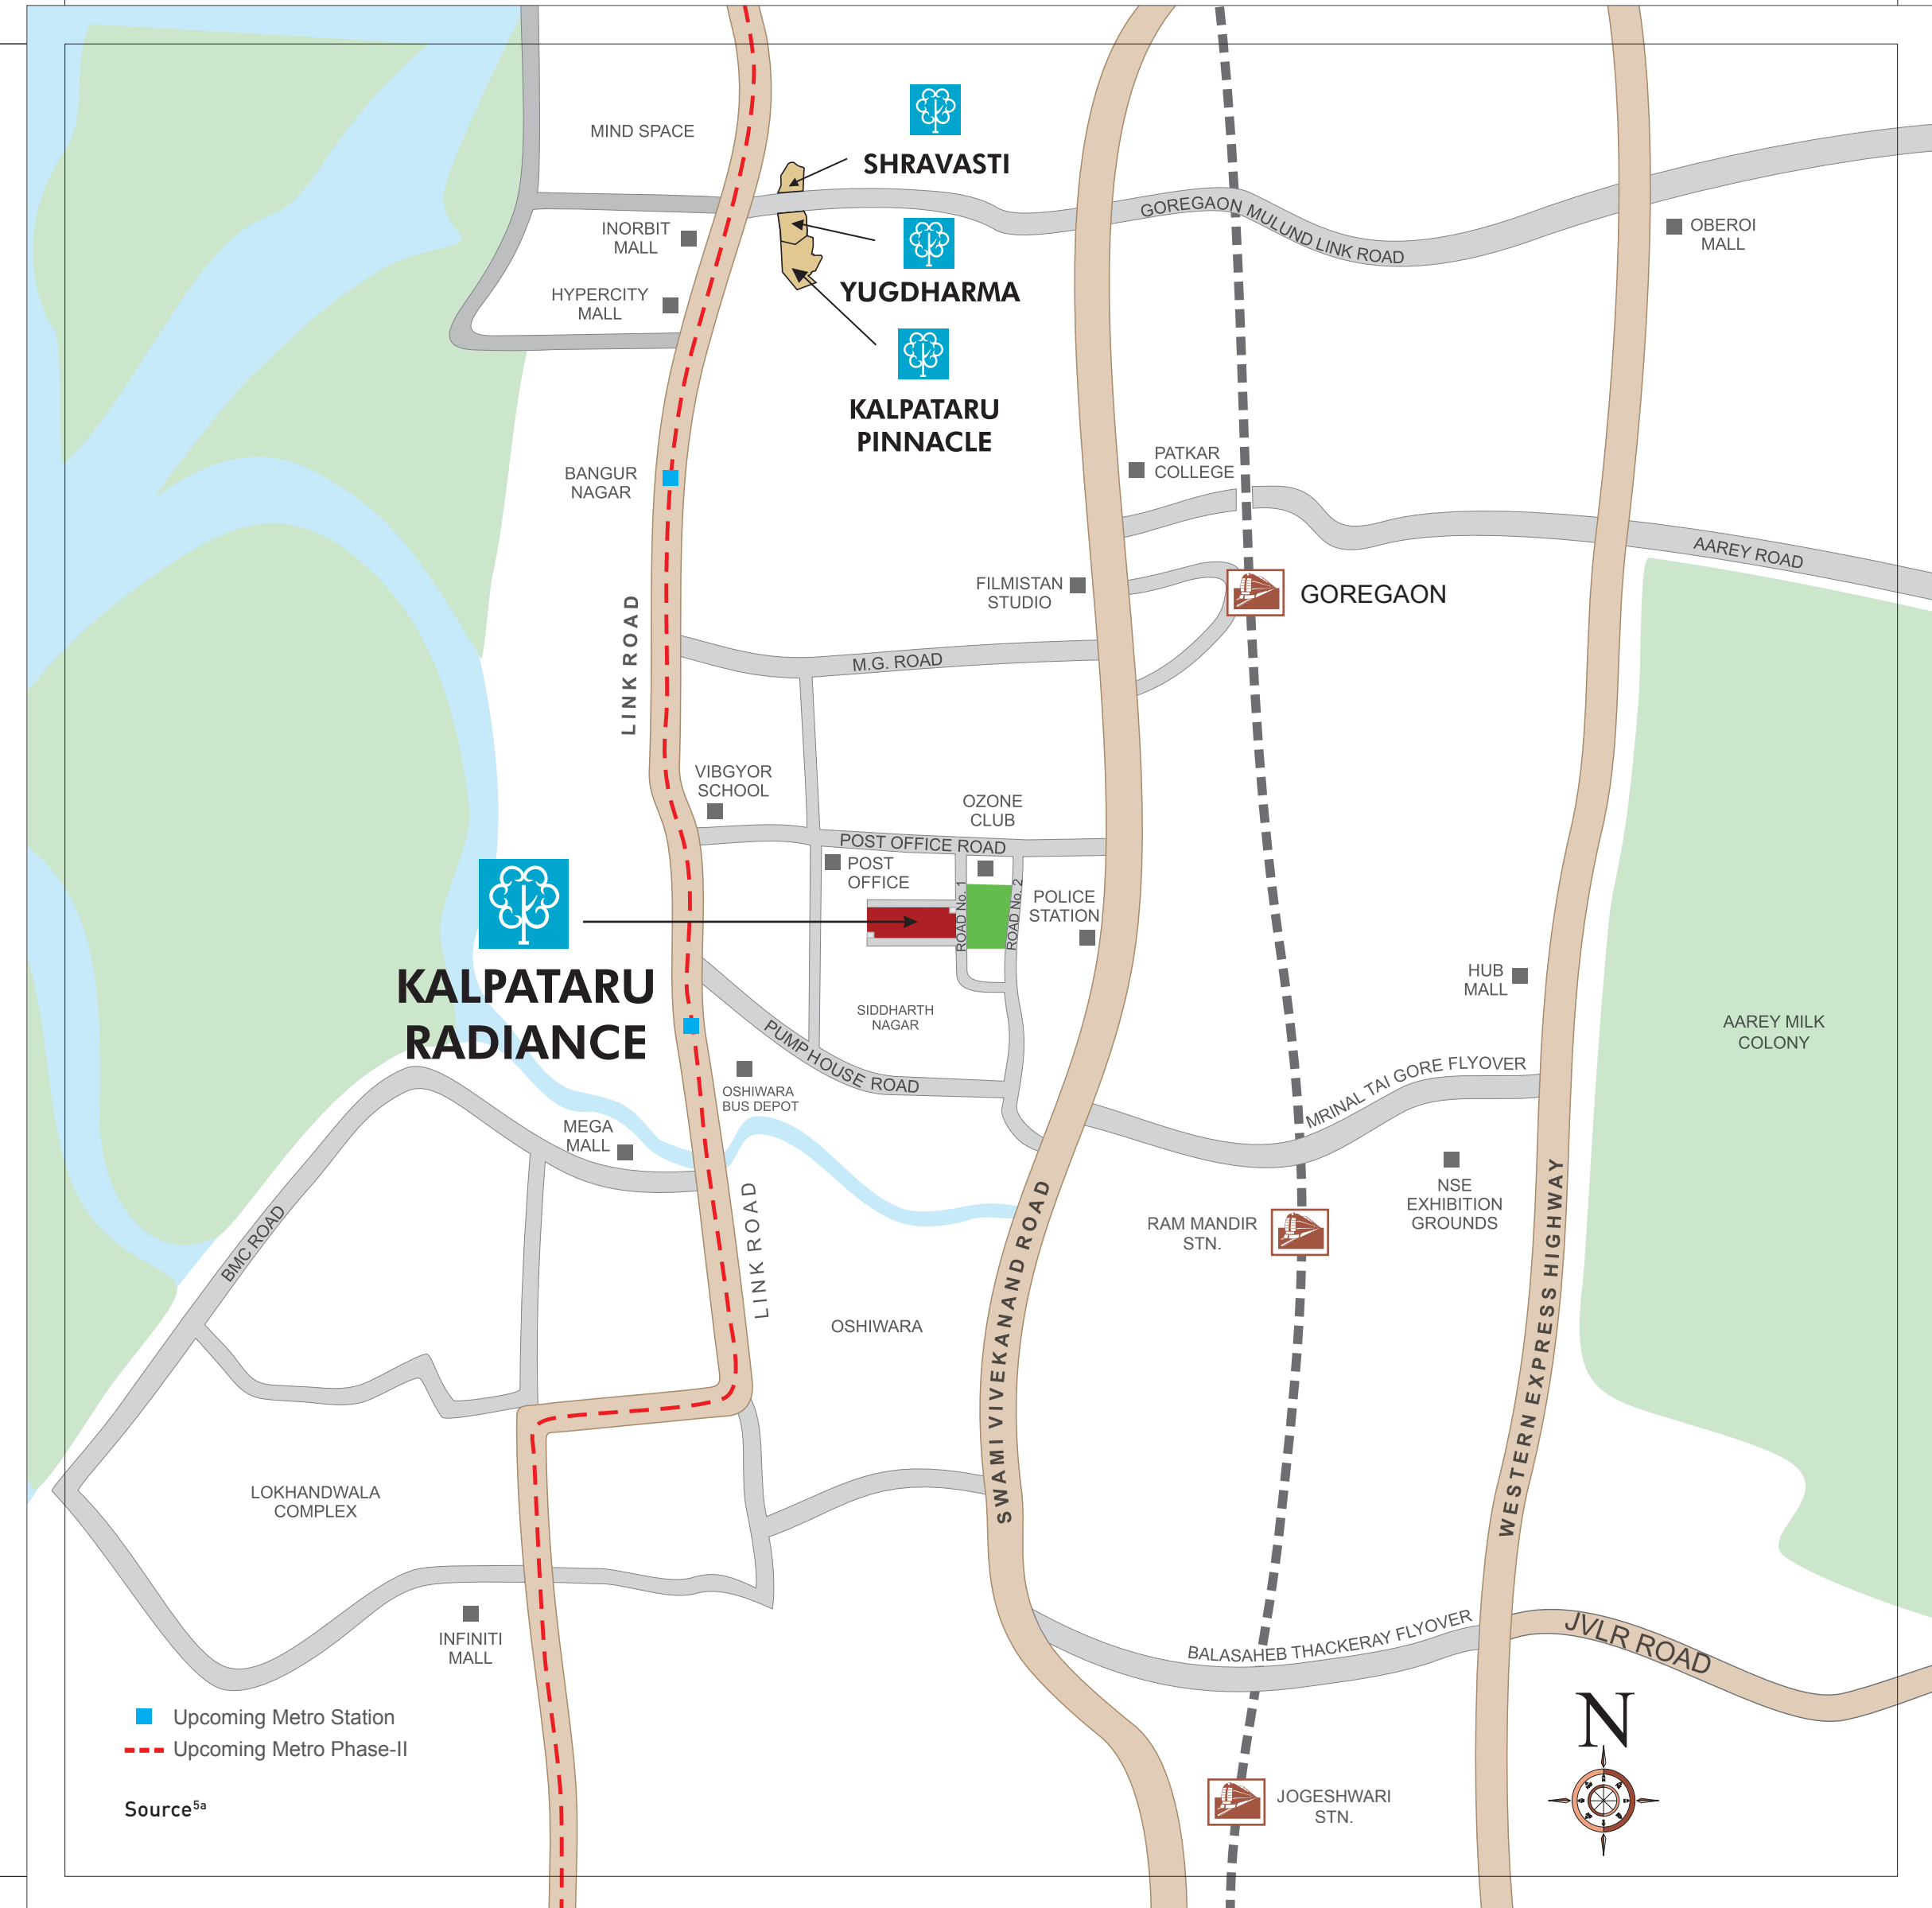 MIND SPACE
SHRAVASTI
GOREGAON MULUND LINK ROAD
INORBIT
MALL
OBEROI
MALL
YUGDHARMA
HYPERCITY
MALL
KALPATARU
PINNACLE
BANGUR
NAGAR
PATKAR
COLLEGE
AAREY ROAD
FILMISTAN
STUDIO
GOREGAON
LINK ROAD
M.G. ROAD
VIBGYOR
SCHOOL
OZONE
CLUB
POST OFFICE ROAD
POST
OFFICE
ROAD No. 1
ROAD No. 2
POLICE
STATION
KALPATARU
RADIANCE
HUB
MALL
SIDDHARTH
NAGAR
AAREY MILK
COLONY
PUMP HOUSE ROAD
OSHIWARA
BUS DEPOT
MRINAL TAI GORE FLYOVER
MEGA
MALL
NSE
EXHIBITION
GROUNDS
BMC ROAD
LINK ROAD
RAM MANDIR
STN.
SWAMI VIVEKANAND ROAD
WESTERN EXPRESS HIGHWAY
OSHIWARA
LOKHANDWALA
COMPLEX
INFINITI
MALL
BALASAHEB THACKERAY FLYOVER
JVLR ROAD
Upcoming Metro Station
Upcoming Metro Phase-II
N
JOGESHWARI
STN.
Source5a